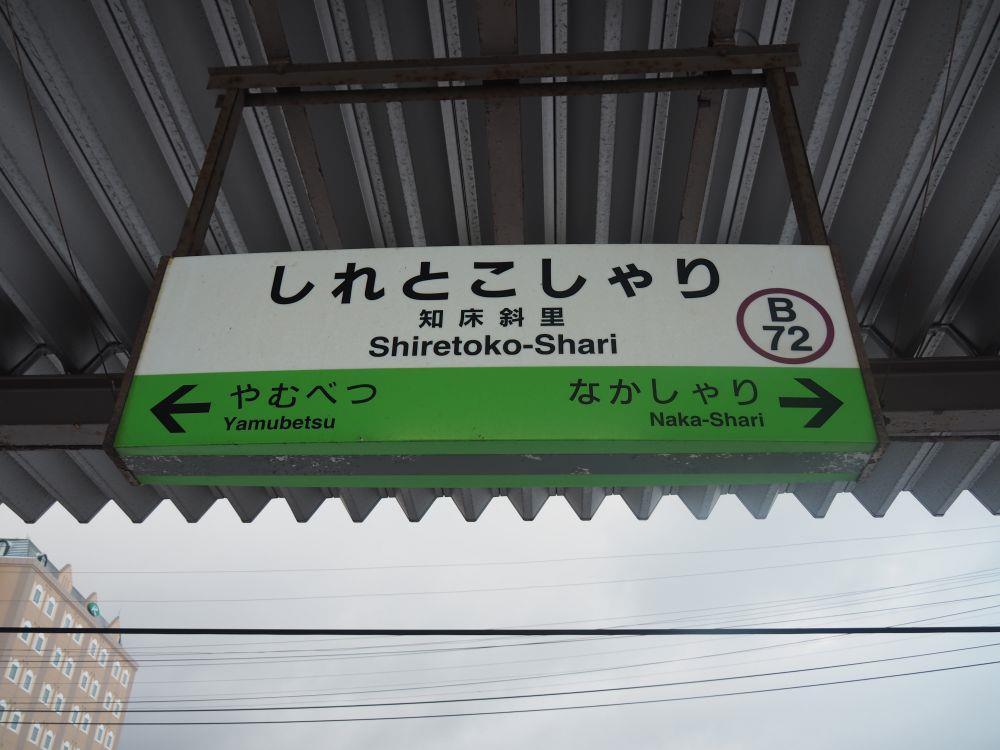 しれとこしゃり
知床斜里
Shiretoko-Shari
B
72
やむべつ
Yamubetsu
なかしゃり
Naka-Shari